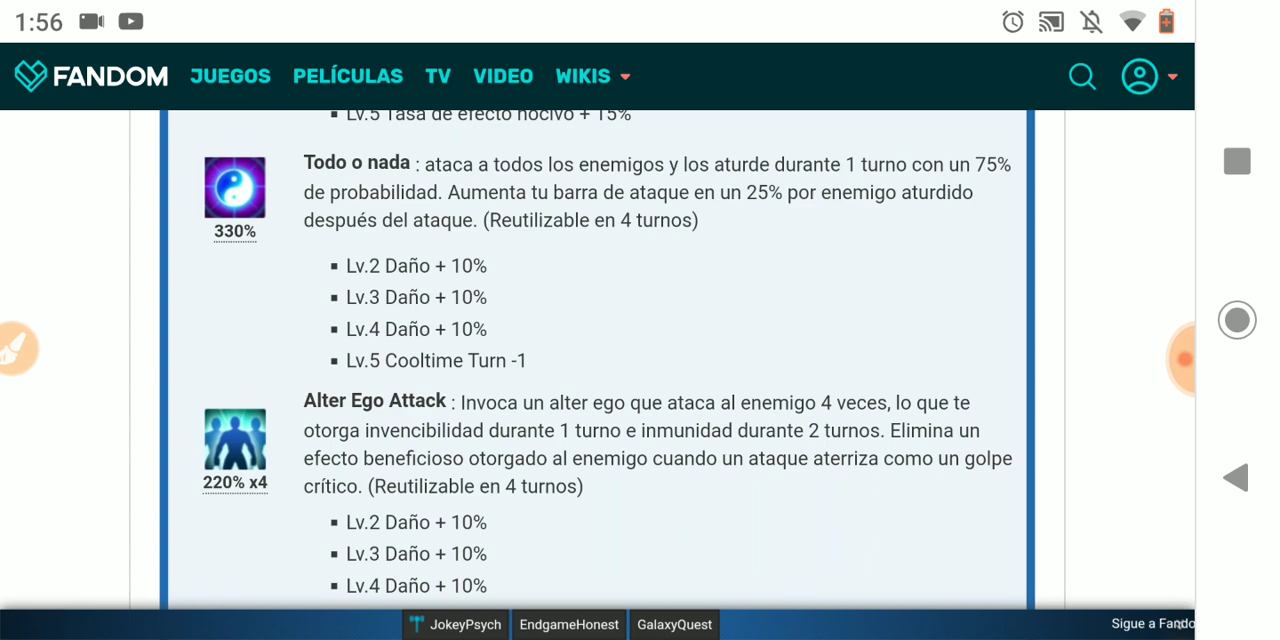 1:56
FANDOM JUEGOS PELÍCULAS TV VIDEO WIKIS
▪ Lv.5 Tasa de efecto nocivo + 15%
Todo o nada : ataca a todos los enemigos y los aturde durante 1 turno con un 75%
de probabilidad. Aumenta tu barra de ataque en un 25% por enemigo aturdido
después del ataque. (Reutilizable en 4 turnos)
330%
▪ Lv.2 Daño + 10%
▪ Lv.3 Daño + 10%
▪ Lv.4 Daño + 10%
▪ Lv.5 Cooltime Turn -1
Alter Ego Attack : Invoca un alter ego que ataca al enemigo 4 veces, lo que te
otorga invencibilidad durante 1 turno e inmunidad durante 2 turnos. Elimina un
efecto beneficioso otorgado al enemigo cuando un ataque aterriza como un golpe
crítico. (Reutilizable en 4 turnos)
220% x4
▪ Lv.2 Daño + 10%
▪ Lv.3 Daño + 10%
▪ Lv.4 Daño + 10%
JokeyPsych EndgameHonest GalaxyQuest Sigue a Fando